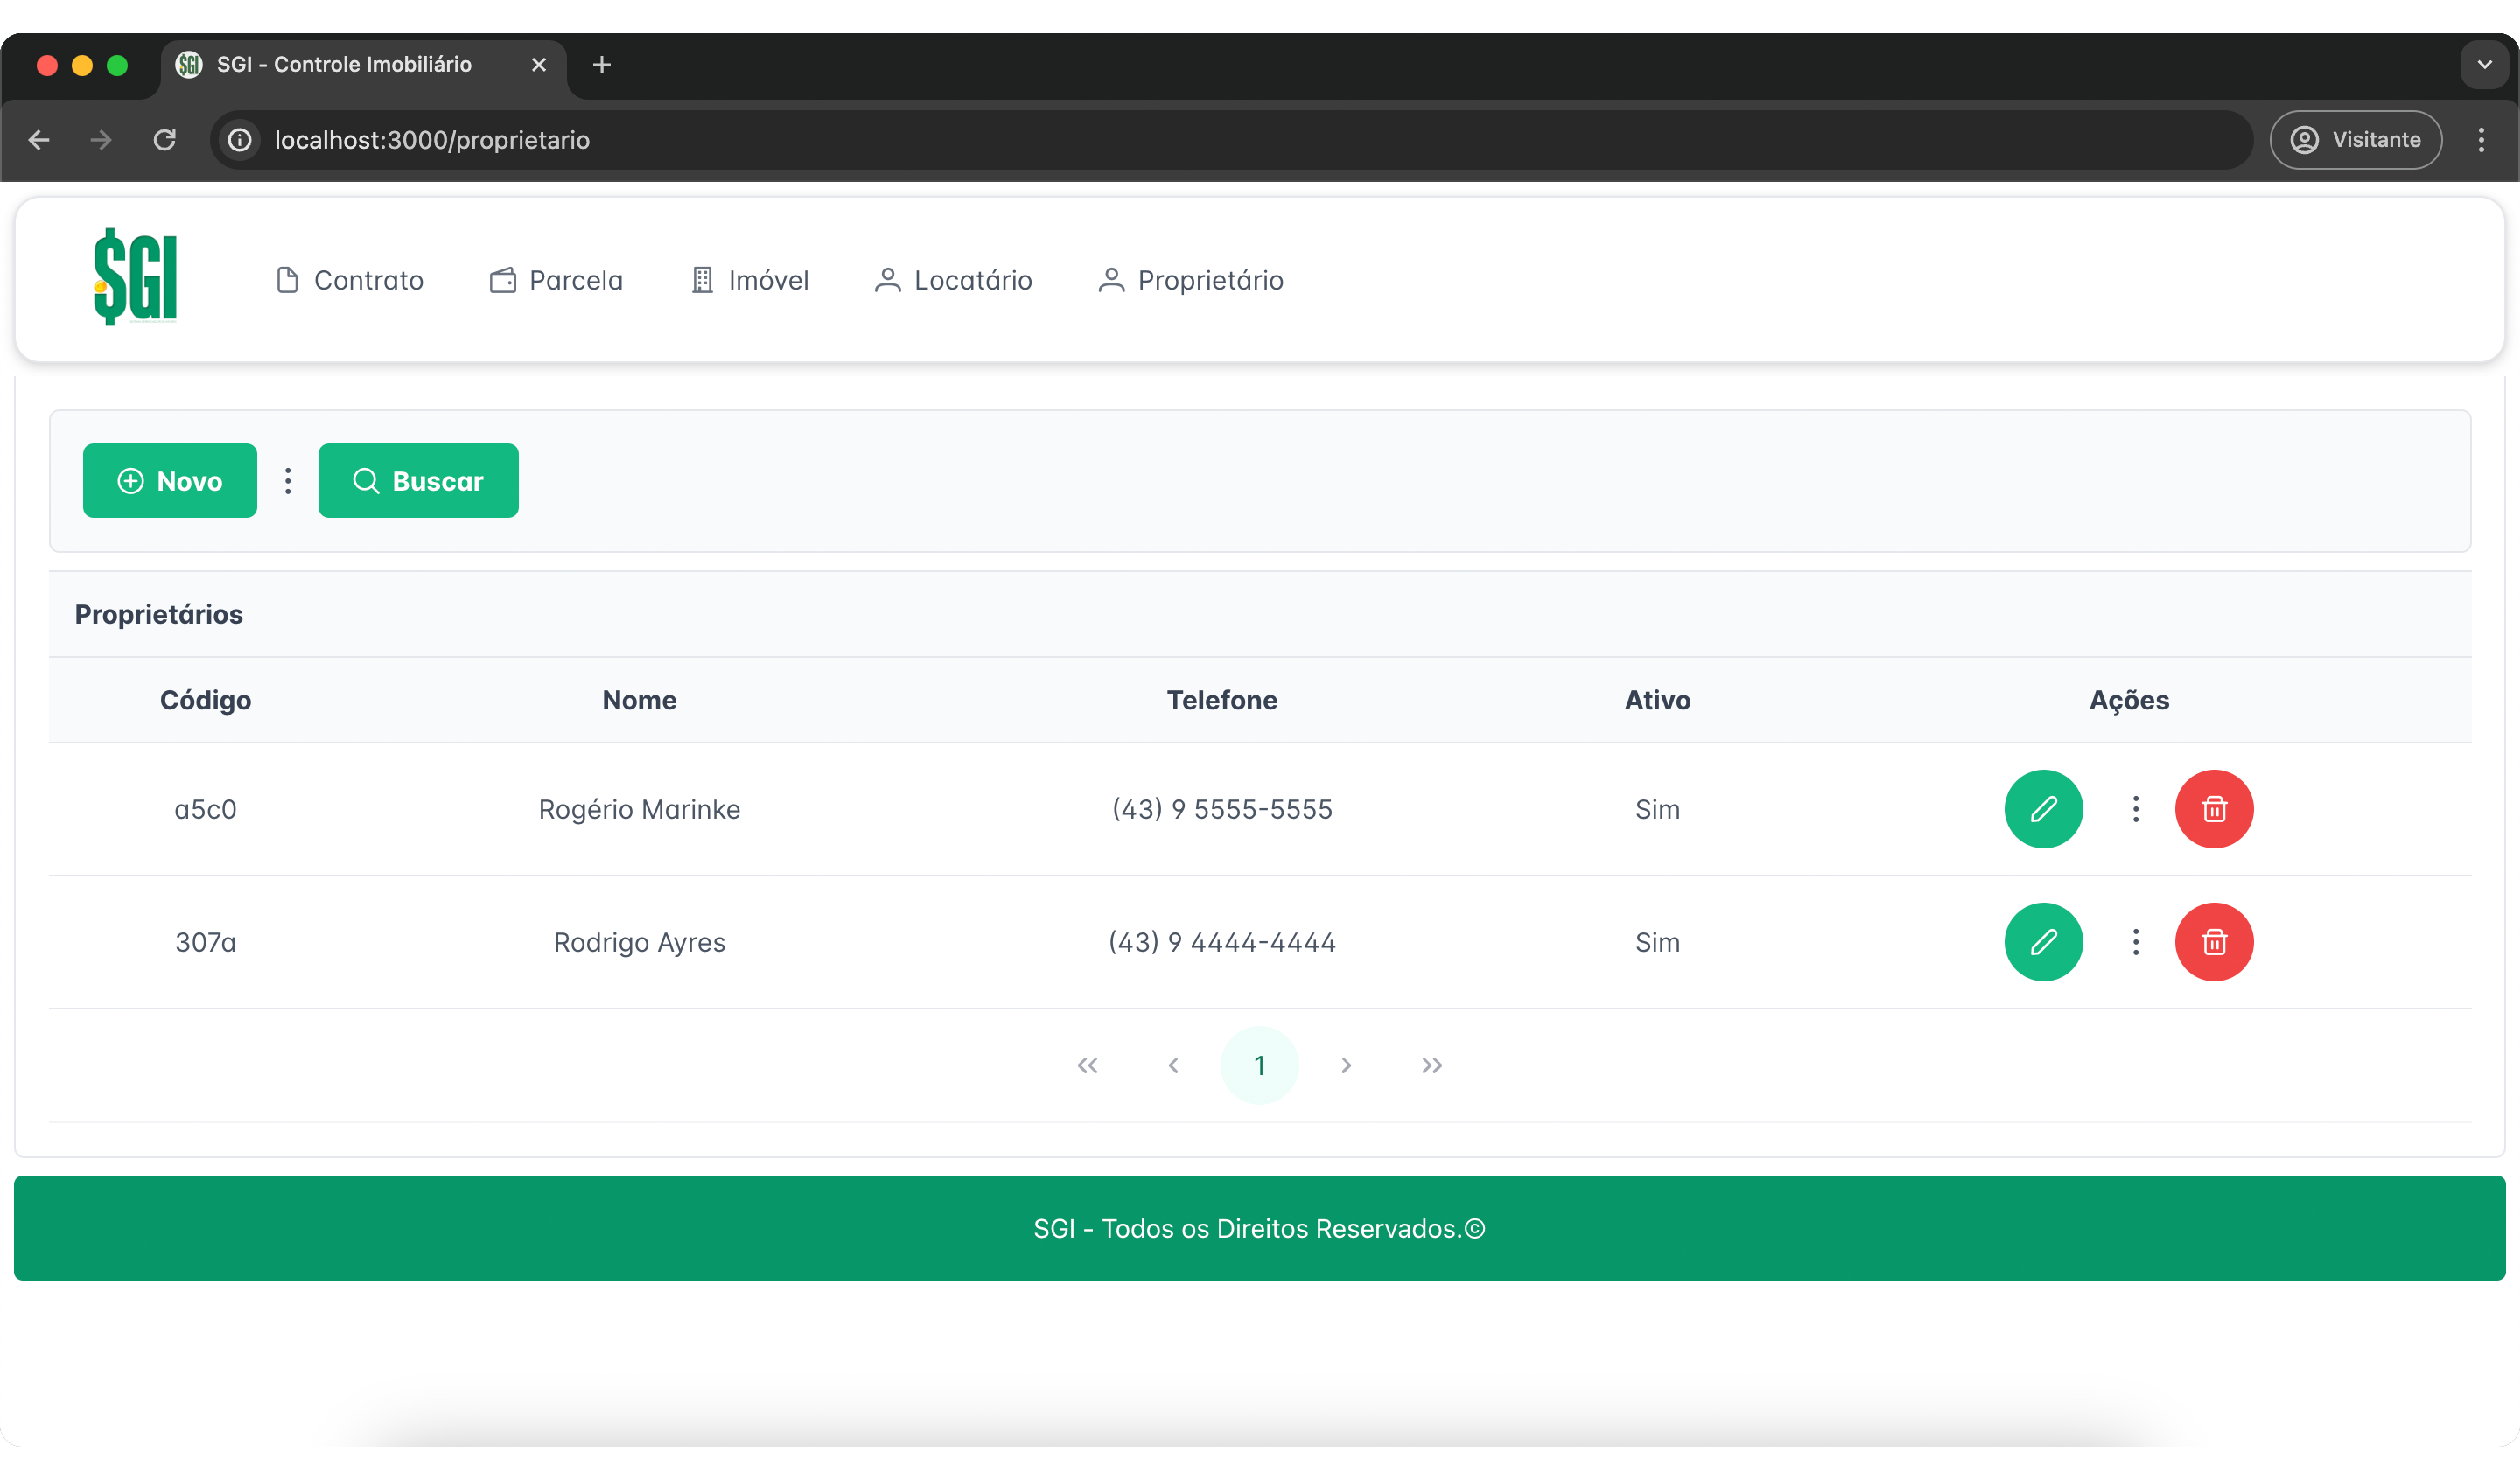 SGI - Controle Imobiliário
localhost:3000/proprietario
Visitante
$GI
Contrato
Parcela
Imóvel
Locatário
Proprietário
Novo
Buscar
Proprietários
Código Nome Telefone Ativo Ações
a5c0 Rogério Marinke (43) 9 5555-5555 Sim
307a Rodrigo Ayres (43) 9 4444-4444 Sim
1
SGI - Todos os Direitos Reservados.©